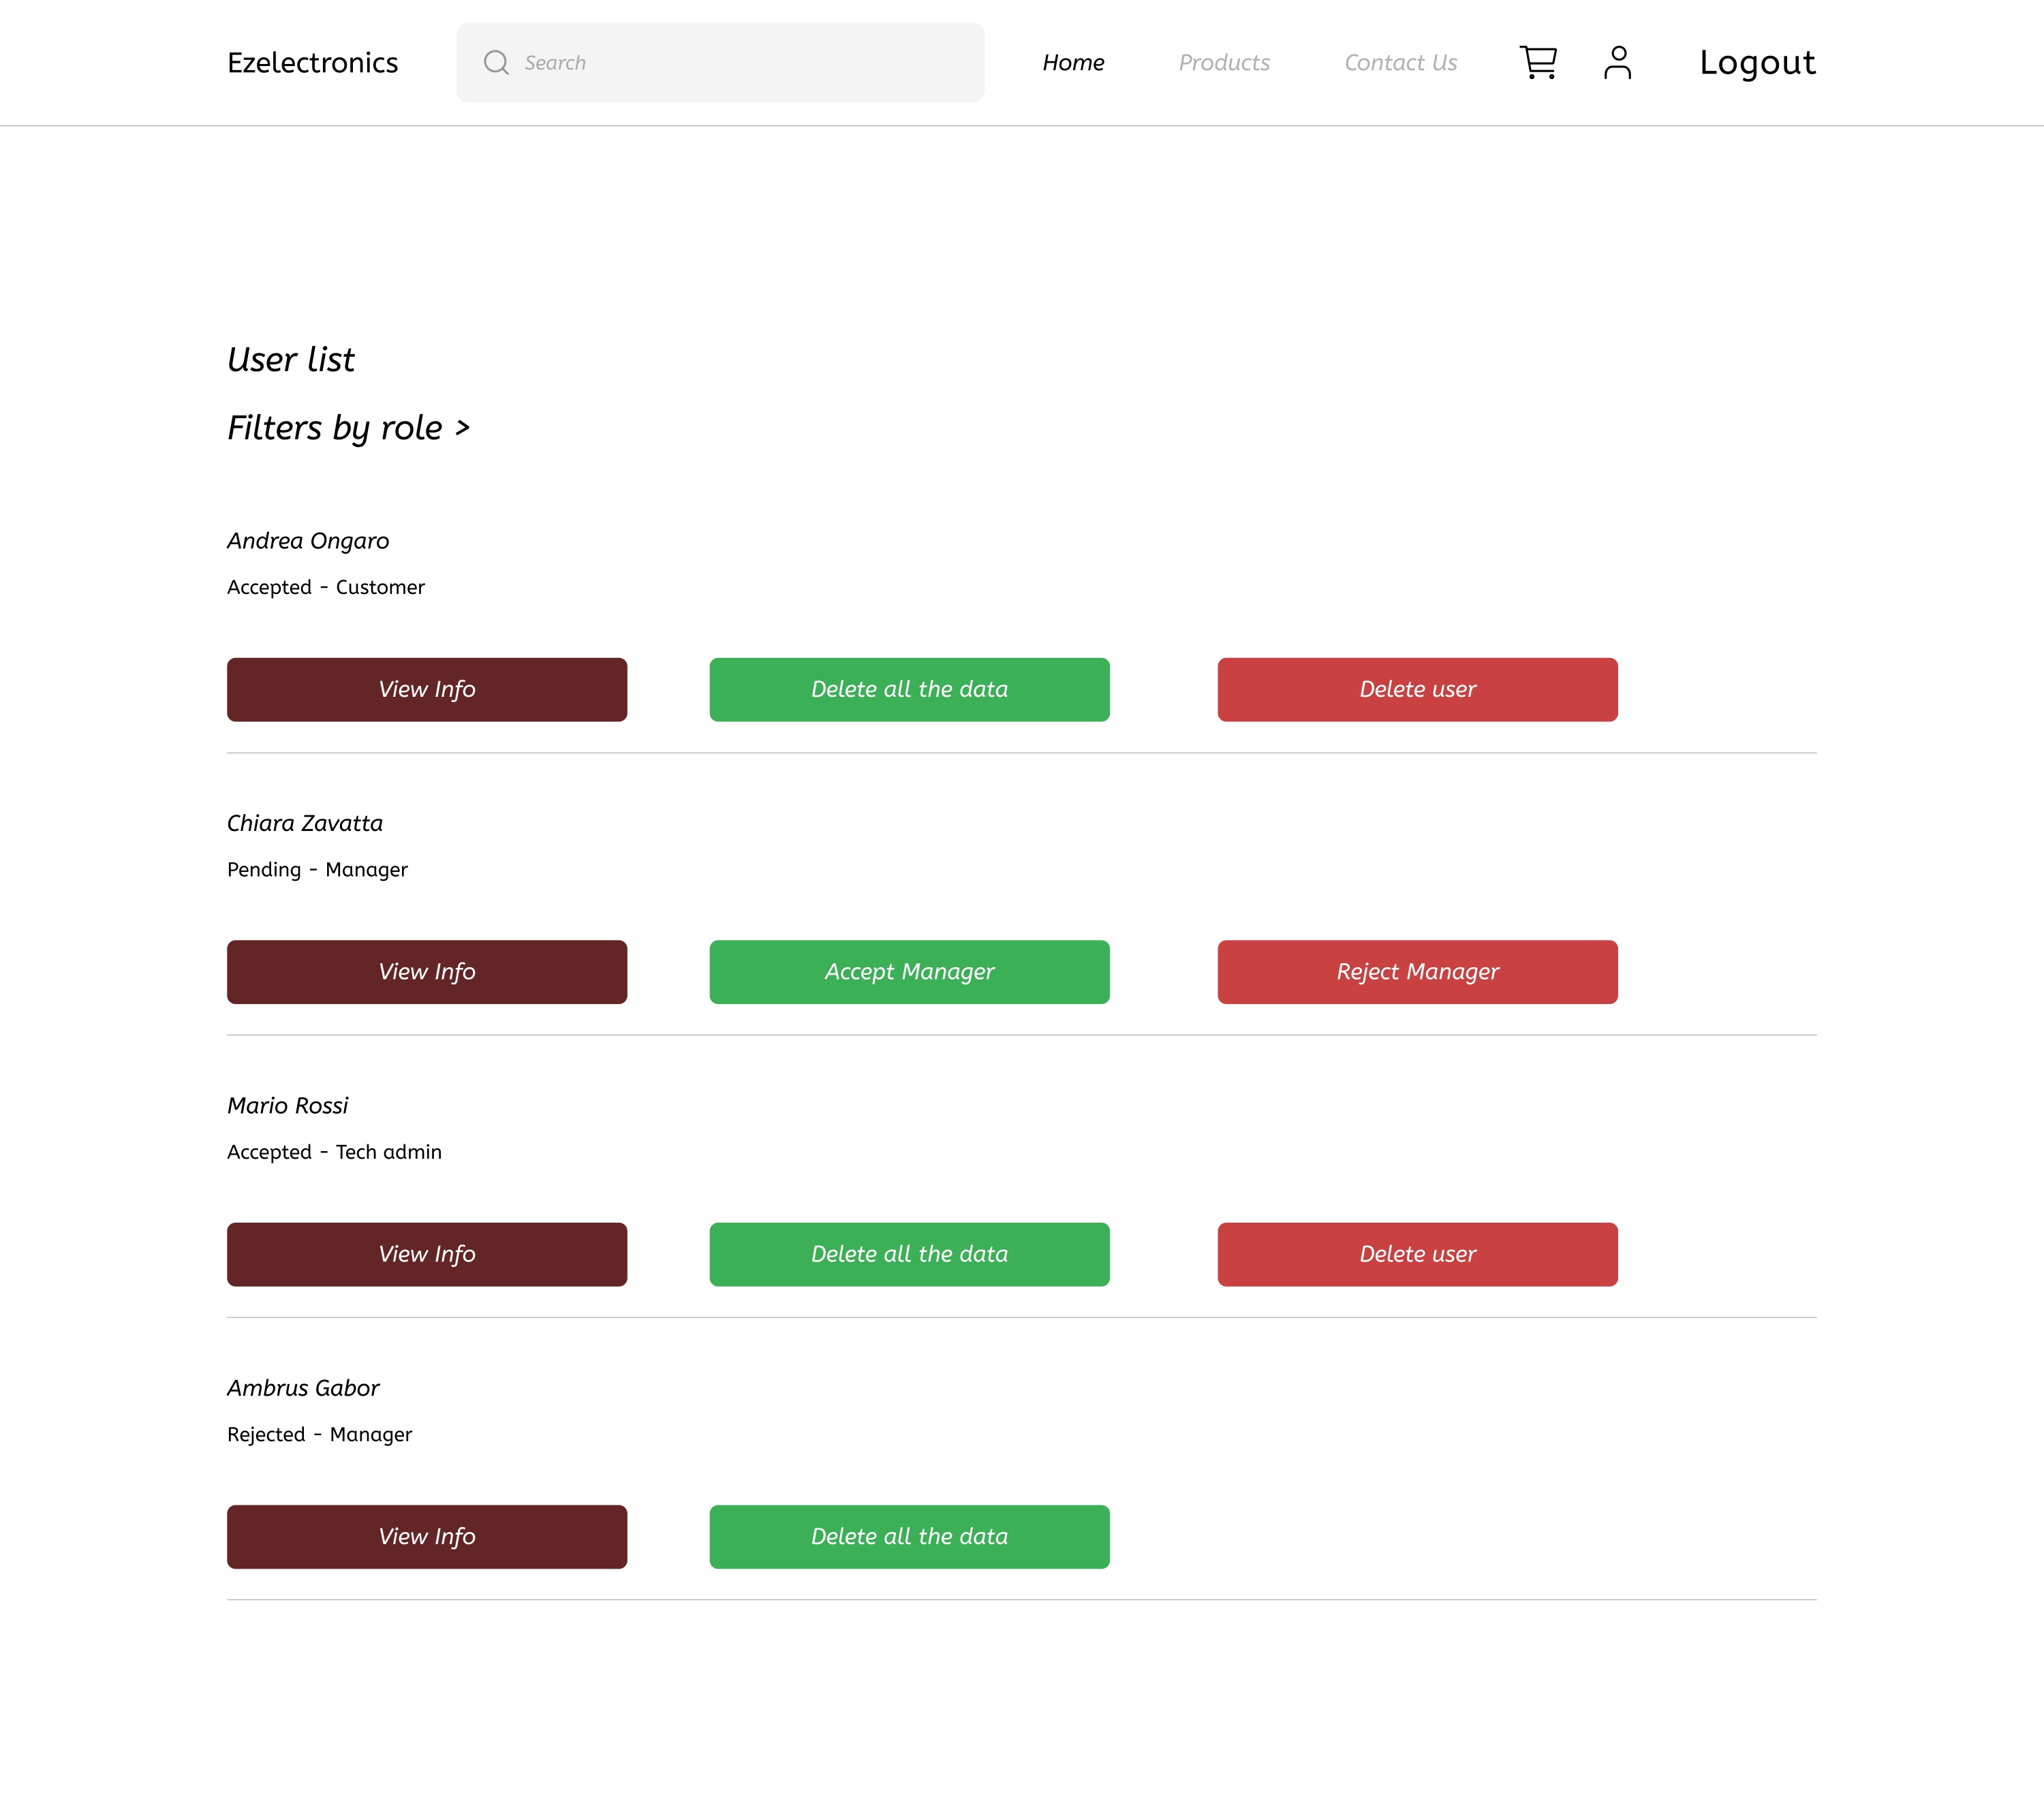 Ezelectronics
Search
Home
Products
Contact Us
Logout
User list
Filters by role >
Andrea Ongaro
Accepted - Customer
View Info
Delete all the data
Delete user
Chiara Zavatta
Pending - Manager
View Info
Accept Manager
Reject Manager
Mario Rossi
Accepted - Tech admin
View Info
Delete all the data
Delete user
Ambrus Gabor
Rejected - Manager
View Info
Delete all the data